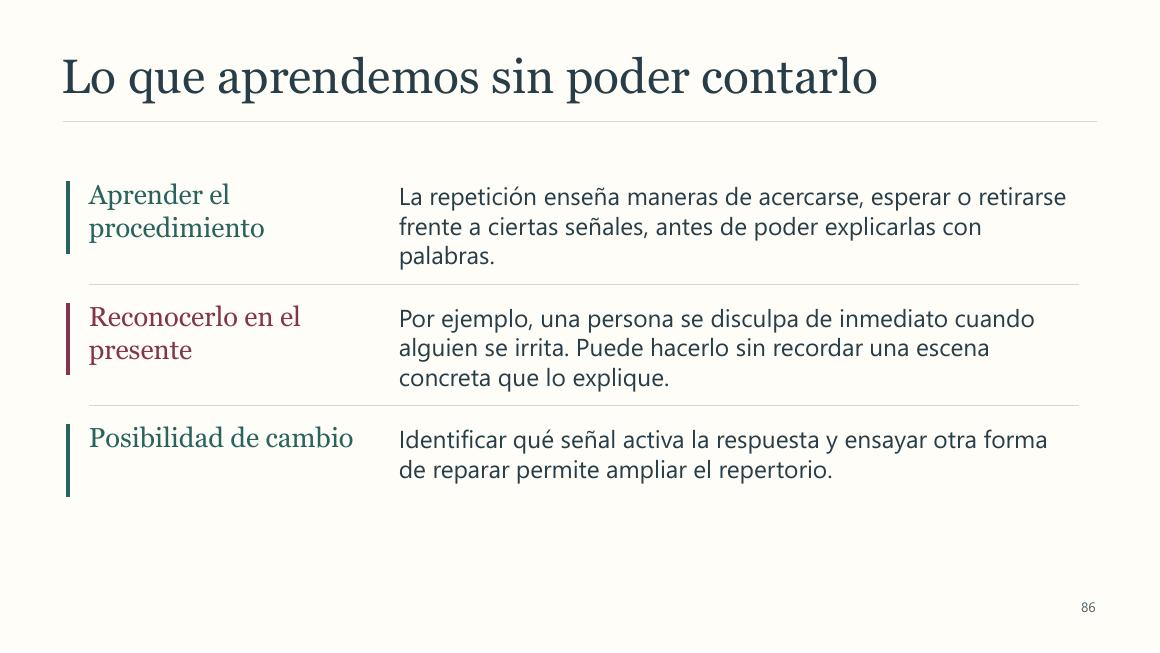 Lo que aprendemos sin poder contarlo
Aprender el
procedimiento
La repetición enseña maneras de acercarse, esperar o retirarse
frente a ciertas señales, antes de poder explicarlas con
palabras.
Reconocerlo en el
presente
Por ejemplo, una persona se disculpa de inmediato cuando
alguien se irrita. Puede hacerlo sin recordar una escena
concreta que lo explique.
Posibilidad de cambio
Identificar qué señal activa la respuesta y ensayar otra forma
de reparar permite ampliar el repertorio.
86